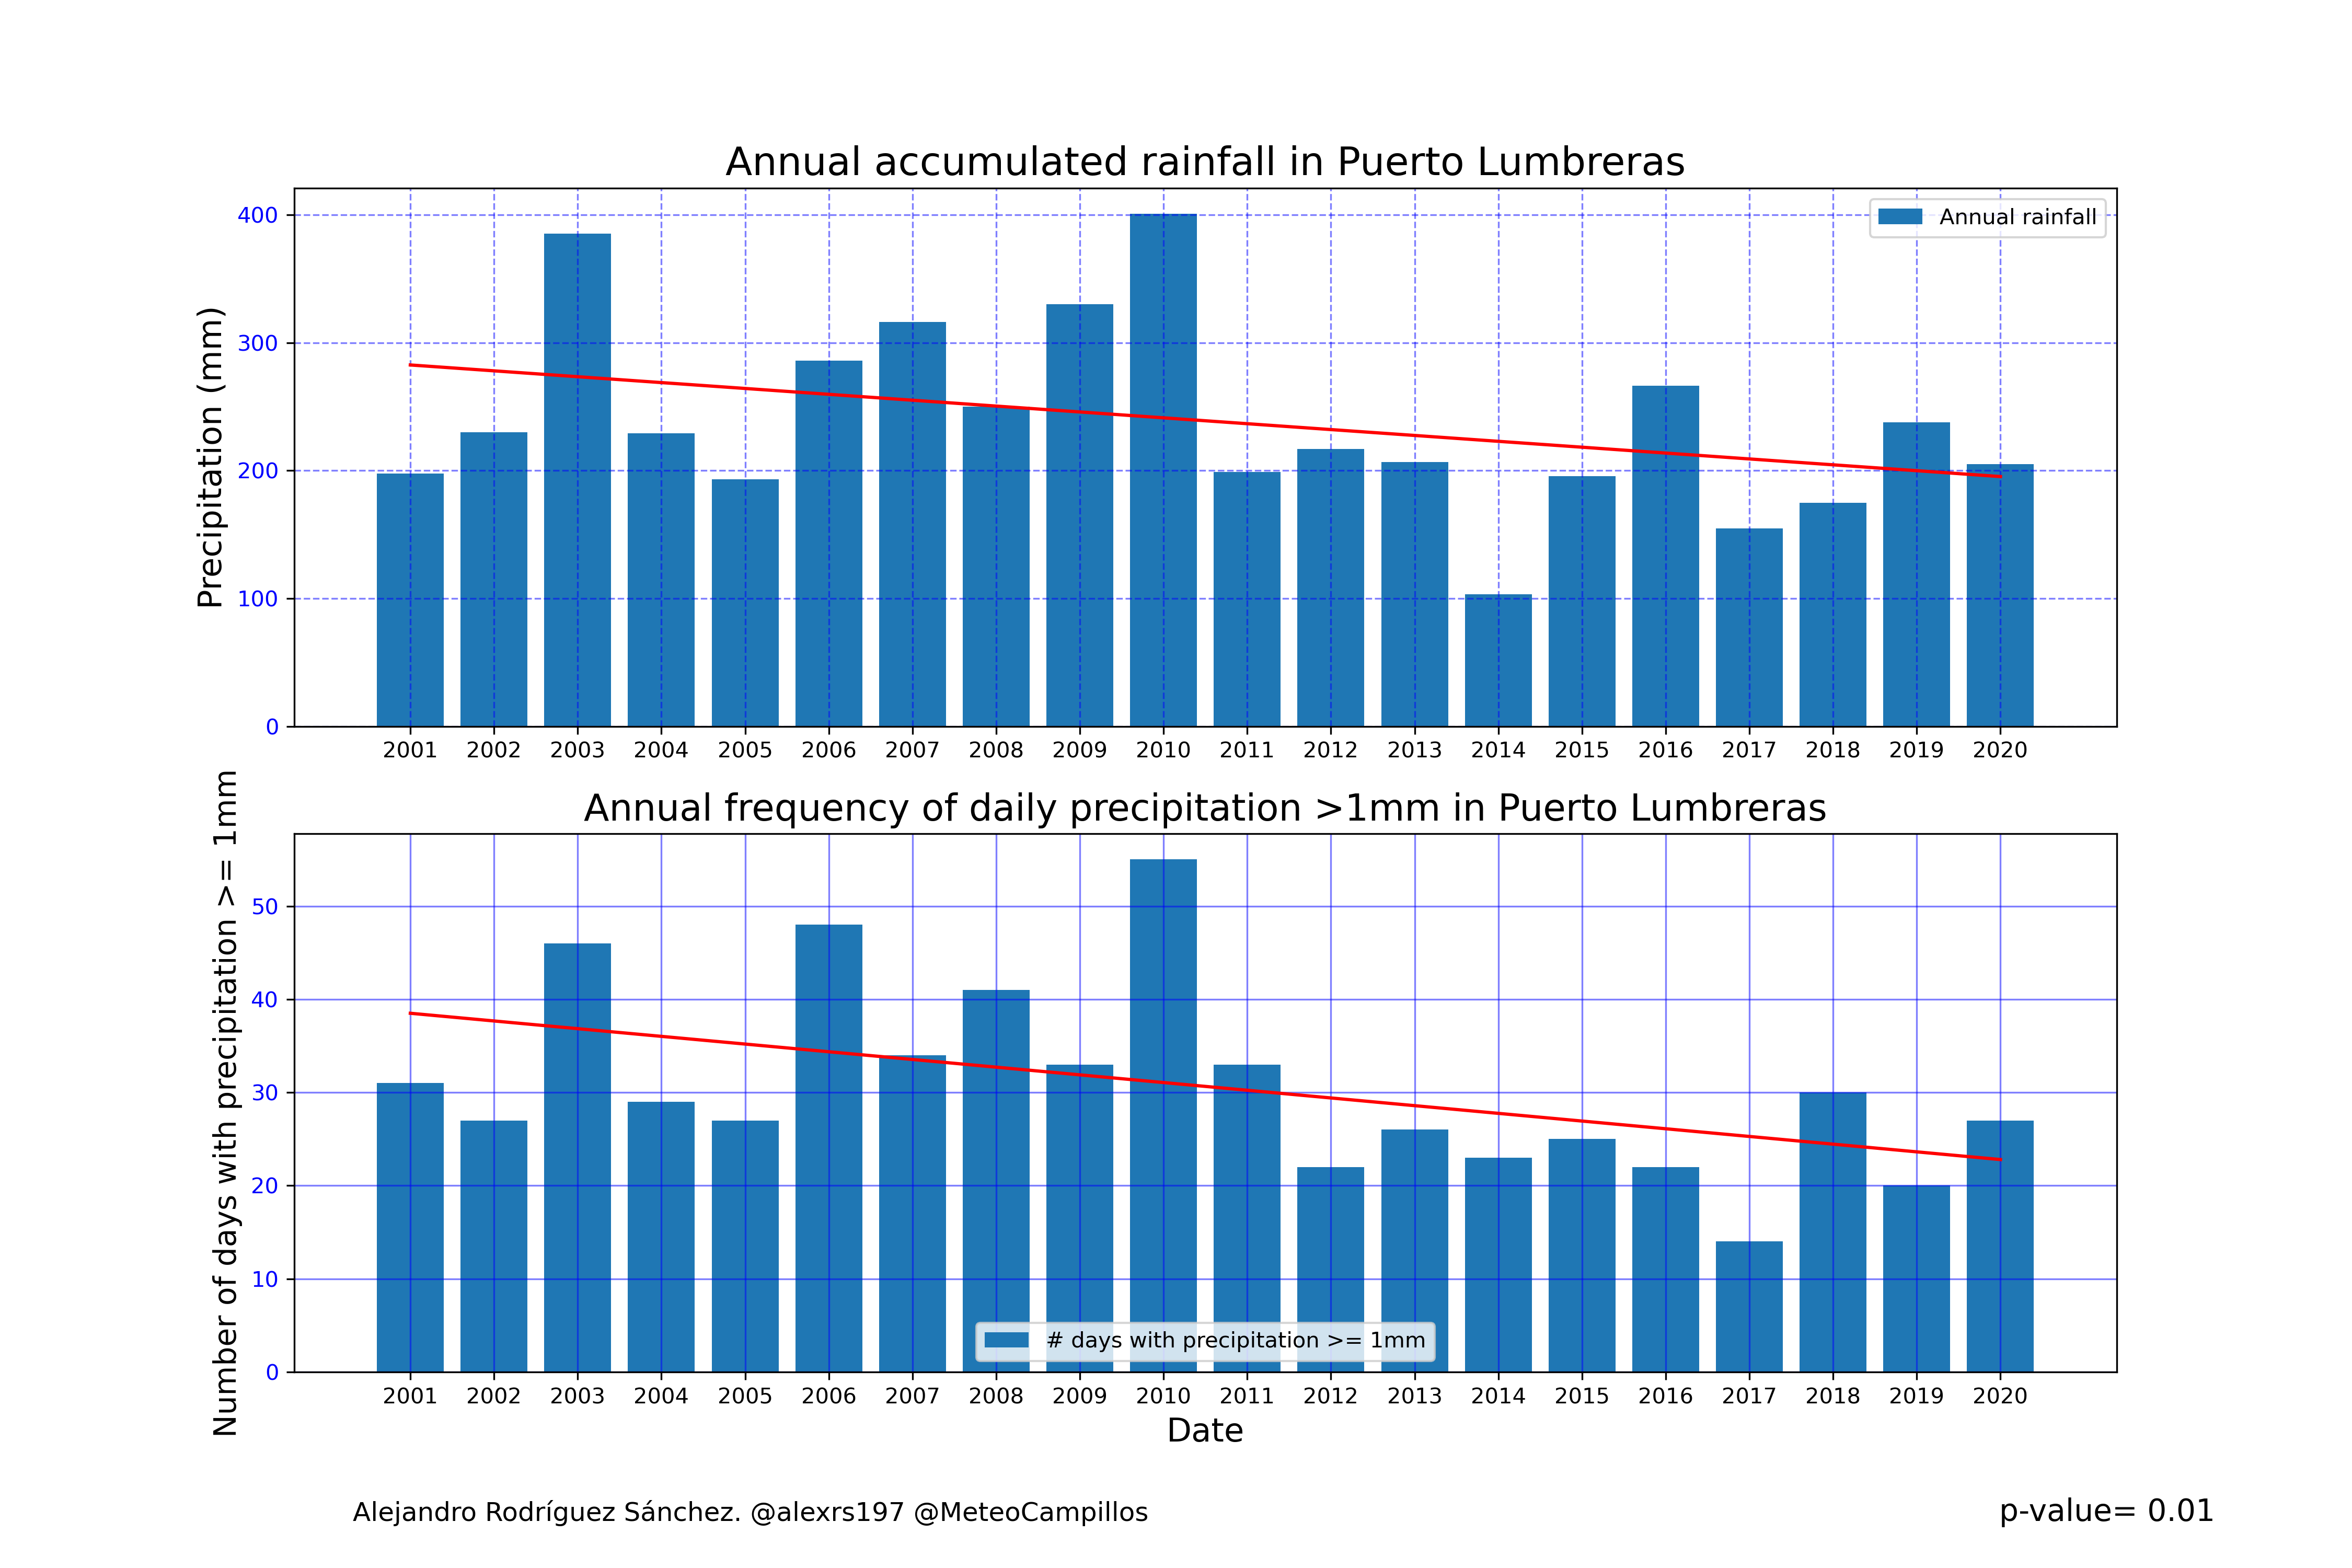 Annual accumulated rainfall in Puerto Lumbreras
Precipitation (mm)
400
300
200
100
0
Annual rainfall
2001 2002 2003 2004 2005 2006 2007 2008 2009 2010 2011 2012 2013 2014 2015 2016 2017 2018 2019 2020
Annual frequency of daily precipitation >1mm in Puerto Lumbreras
Number of days with precipitation >= 1mm
50
40
30
20
10
0
# days with precipitation >= 1mm
2001 2002 2003 2004 2005 2006 2007 2008 2009 2010 2011 2012 2013 2014 2015 2016 2017 2018 2019 2020
Date
Alejandro Rodríguez Sánchez. @alexrs197 @MeteoCampillos
p-value= 0.01